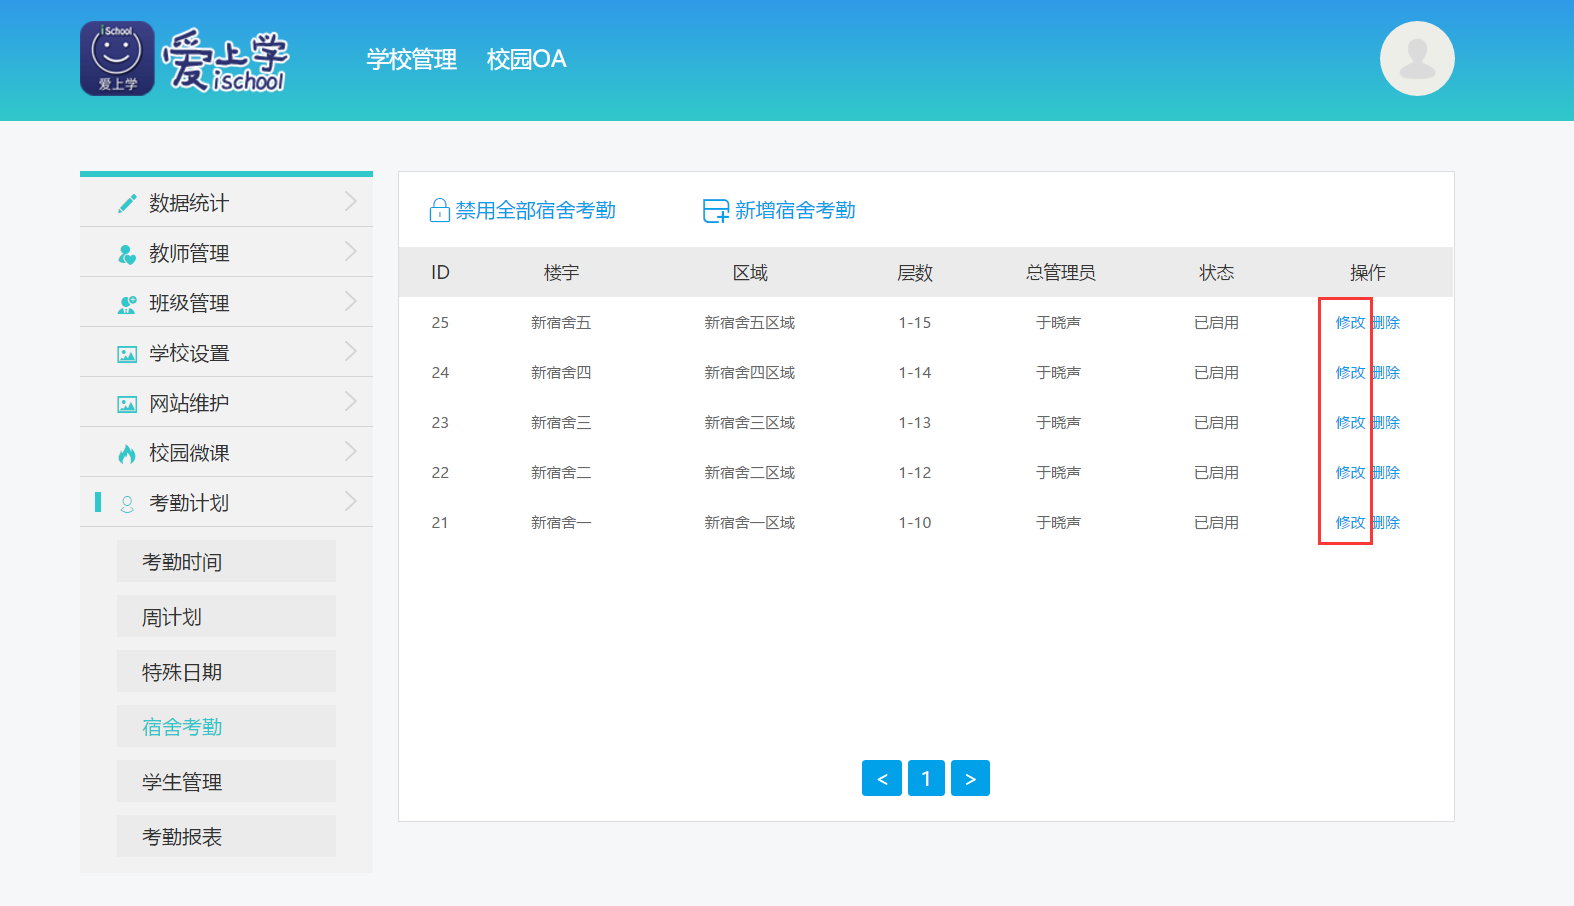 iSchool
爱上学
爱上学
ischool
学校管理 校园OA
数据统计
教师管理
班级管理
学校设置
网站维护
校园微课
考勤计划
考勤时间
周计划
特殊日期
宿舍考勤
学生管理
考勤报表
禁用全部宿舍考勤 新增宿舍考勤
ID 楼宇 区域 层数 总管理员 状态 操作
25 新宿舍五 新宿舍五区域 1-15 于晓声 已启用 修改 删除
24 新宿舍四 新宿舍四区域 1-14 于晓声 已启用 修改 删除
23 新宿舍三 新宿舍三区域 1-13 于晓声 已启用 修改 删除
22 新宿舍二 新宿舍二区域 1-12 于晓声 已启用 修改 删除
21 新宿舍一 新宿舍一区域 1-10 于晓声 已启用 修改 删除
< 1 >